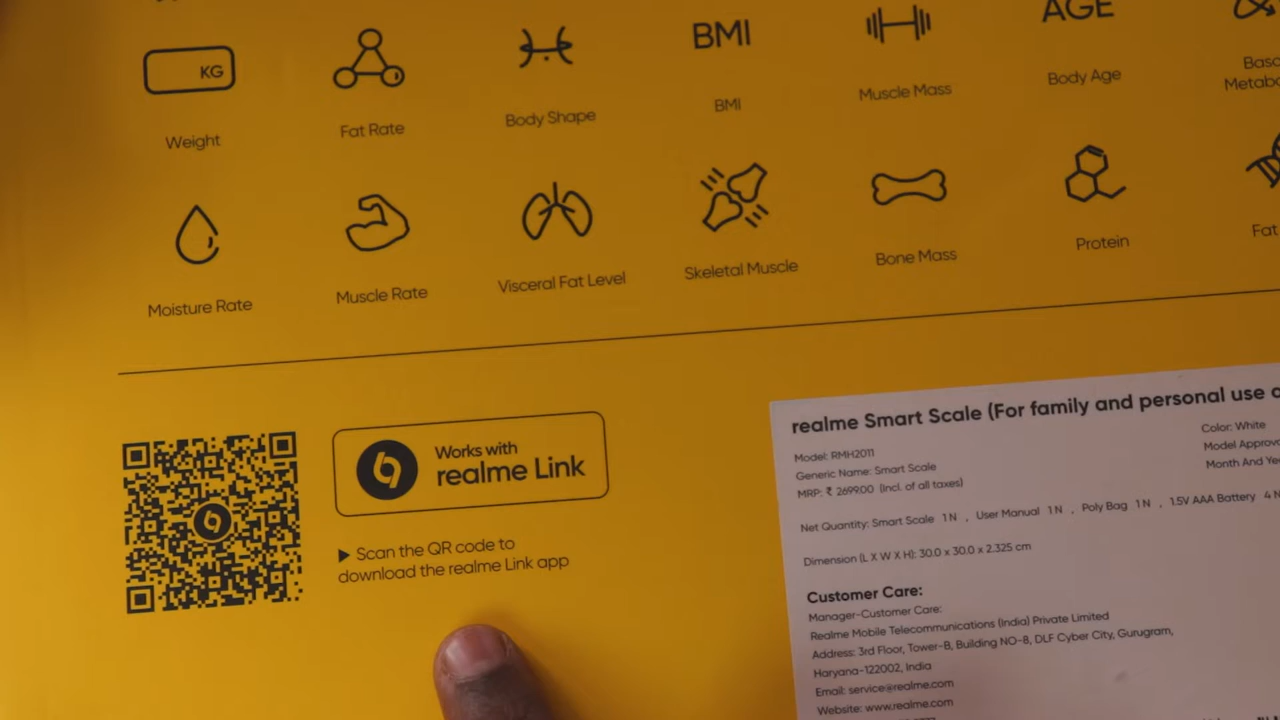 KG
BMI
AGE
Weight
Fat Rate
Body Shape
BMI
Muscle Mass
Body Age
Moisture Rate
Muscle Rate
Visceral Fat Level
Skeletal Muscle
Bone Mass
Protein
Fat
Works with
realme Link
Scan the QR code to
download the realme Link app
realme Smart Scale (For family and personal use
Model: RMH2011
Generic Name: Smart Scale
MRP: ₹ 2699.00 (Incl. of all taxes)
Color: White
Model
Month And
Net Quantity: Smart Scale 1 N , User Manual 1 N , Poly Bag 1 N , 1.5V AAA Battery 4 N
Dimension (L X W X H): 30.0 x 30.0 x 2.325 cm
Customer Care:
Manager-Customer Care:
Realme Mobile Telecommunications (India) Private Limited
Address: 3rd Floor, Tower-B, Building NO-8, DLF Cyber City, Gurugram,
Haryana-122002, India
Email: service@realme.com
Website: www.realme.com